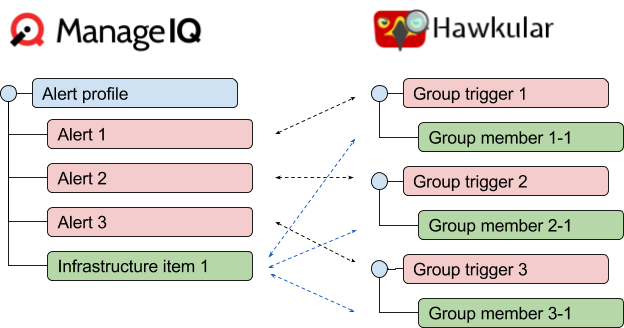 ManageIQ
Alert profile
Alert 1
Alert 2
Alert 3
Infrastructure item 1
Hawkular
Group trigger 1
Group member 1-1
Group trigger 2
Group member 2-1
Group trigger 3
Group member 3-1